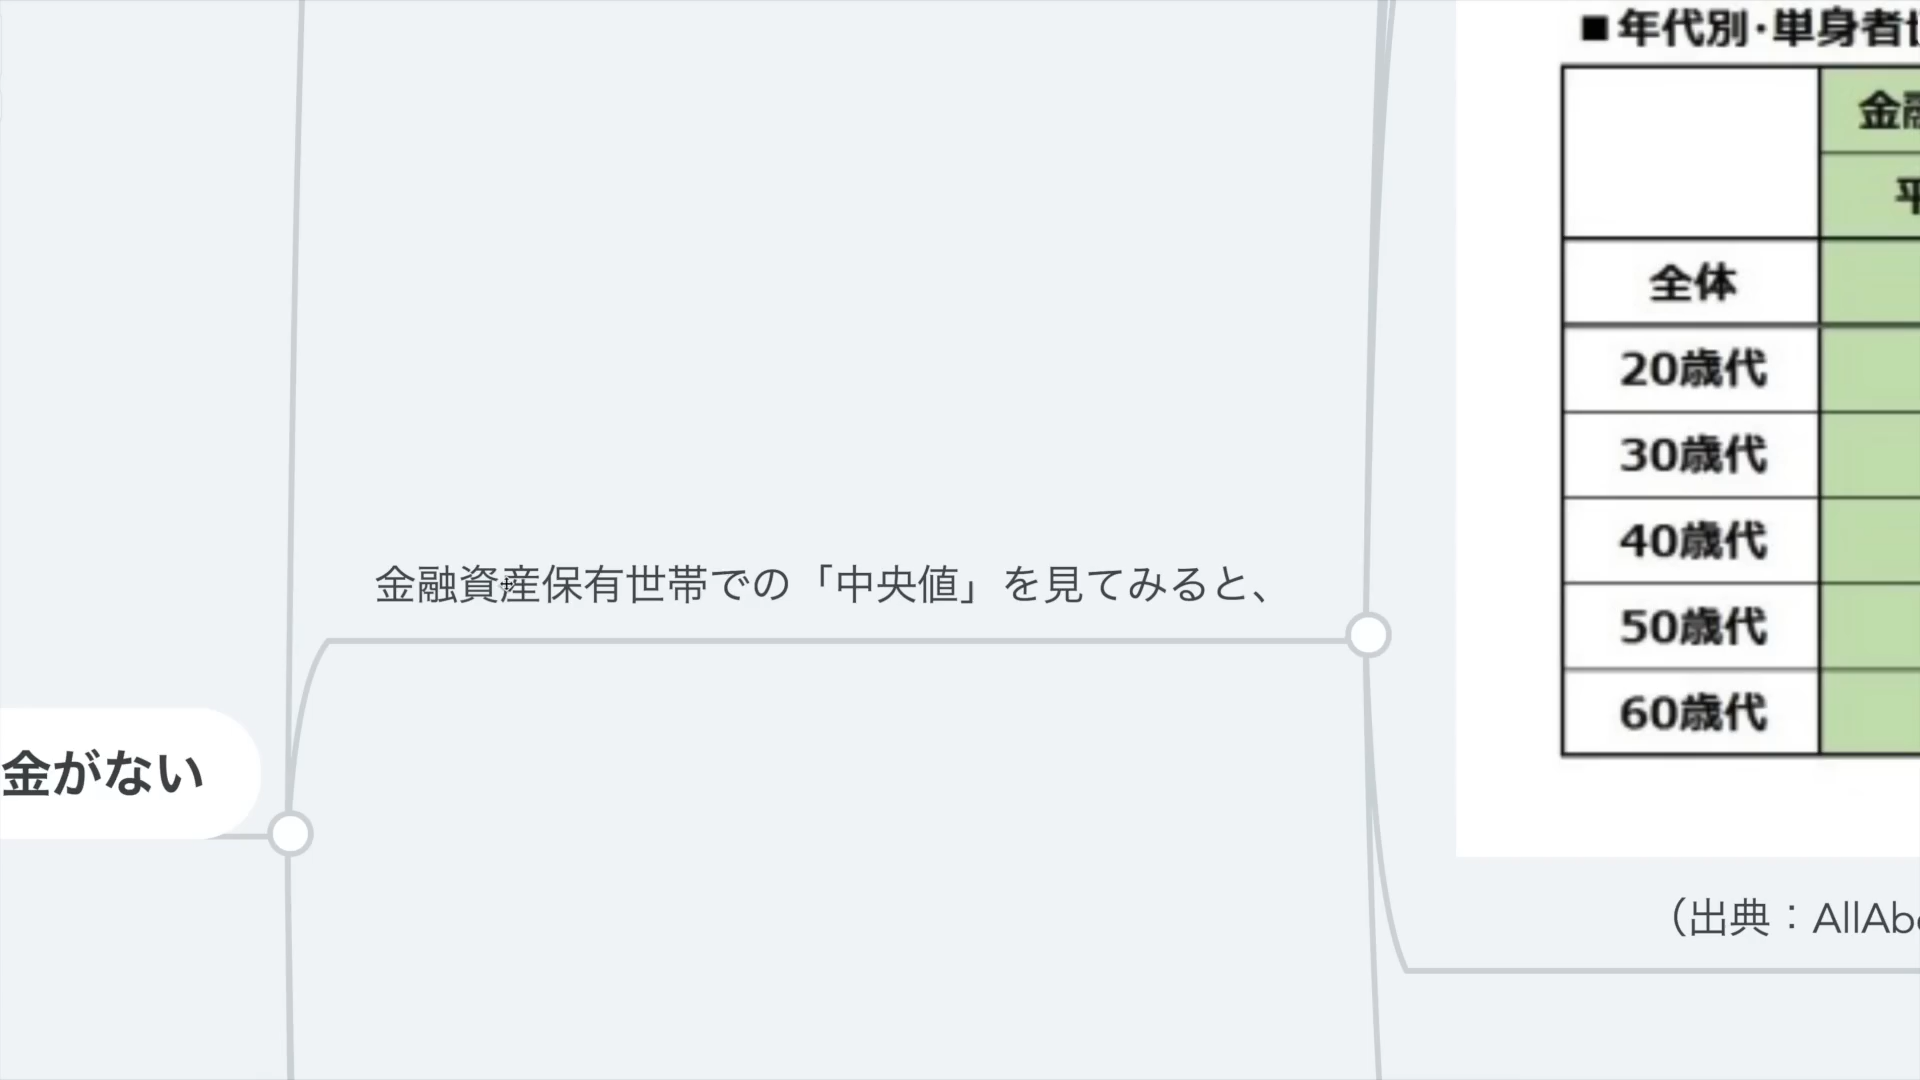 ■年代別･単身者
金融
平
全体
20歳代
30歳代
40歳代
50歳代
60歳代
金融資産保有世帯での「中央値」を見てみると、
金がない
（出典：AllAbo